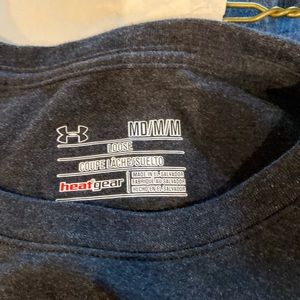 MD/M/M
LOOSE
COUPE LÂCHE/SUELTO
heatgear
MADE IN EL SALVADOR
FABRIQUÉ AU SALVADOR
HECHO EN EL SALVADOR